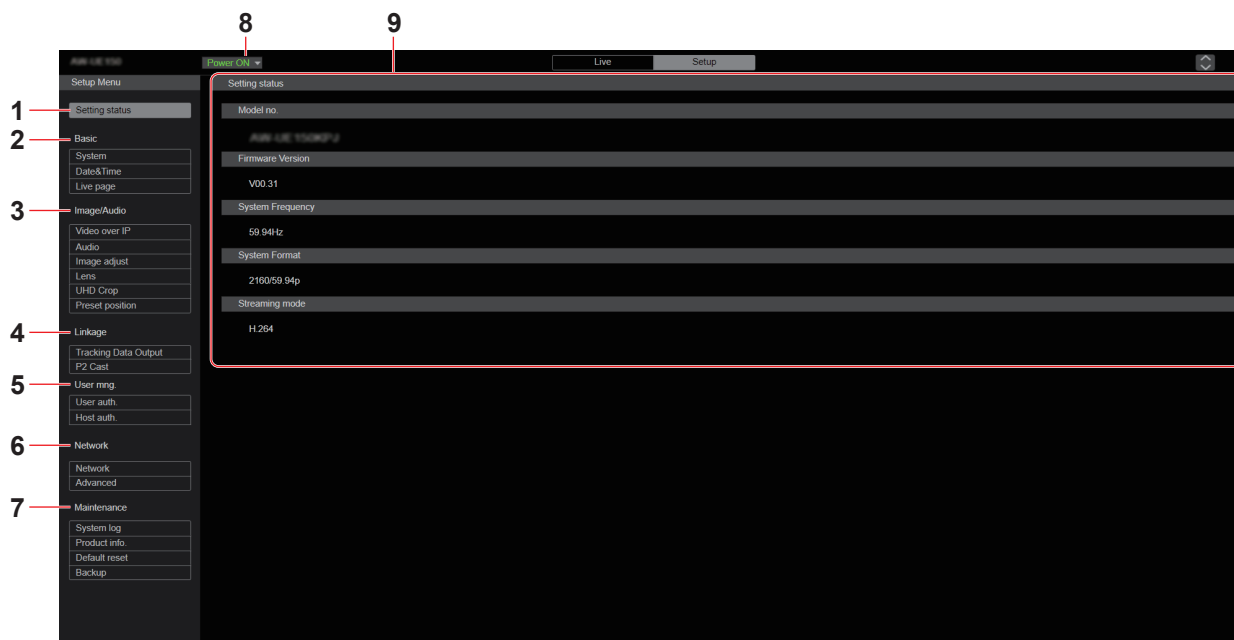 8 9
Power ON
Live Setup
Setup Menu
Setting status
1
Setting status
2
Basic
System
Date&Time
Live page
3
Image/Audio
Video over IP
Audio
Image adjust
Lens
UHD Crop
Preset position
4
Linkage
Tracking Data Output
P2 Cast
5
User mng.
User auth.
Host auth.
6
Network
Network
Advanced
7
Maintenance
System log
Product info.
Default reset
Backup
Model no.
Firmware Version
V00.31
System Frequency
59.94Hz
System Format
2160/59.94p
Streaming mode
H.264